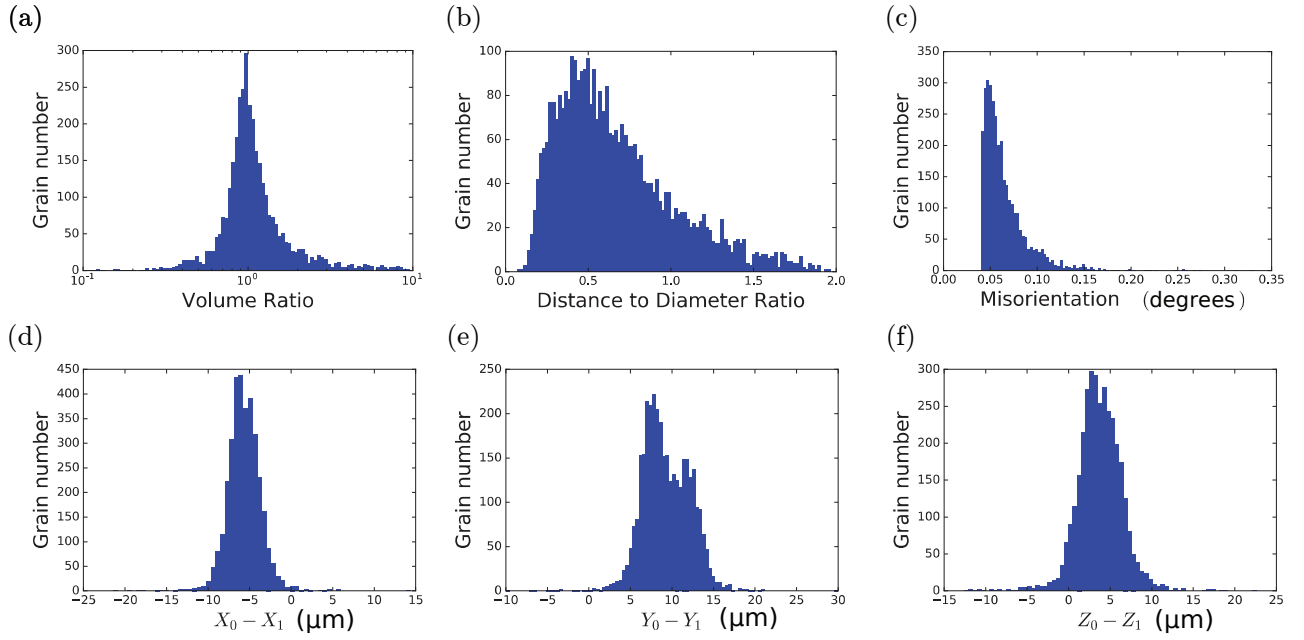 (a) (b) (c)
300 250 200 150 100 50 0
Grain number
10⁻¹ 10⁰ 10¹
Volume Ratio
100 80 60 40 20 0
Grain number
0.0 0.5 1.0 1.5 2.0
Distance to Diameter Ratio
350 300 250 200 150 100 50 0
Grain number
0.00 0.05 0.10 0.15 0.20 0.25 0.30 0.35
Misorientation (degrees)
(d) (e) (f)
450 400 350 300 250 200 150 100 50 0
Grain number
−25 −20 −15 −10 −5 0 5 10 15
X₀ − X₁ (μm)
250 200 150 100 50 0
Grain number
−10 −5 0 5 10 15 20 25 30
Y₀ − Y₁ (μm)
300 250 200 150 100 50 0
Grain number
−15 −10 −5 0 5 10 15 20 25
Z₀ − Z₁ (μm)